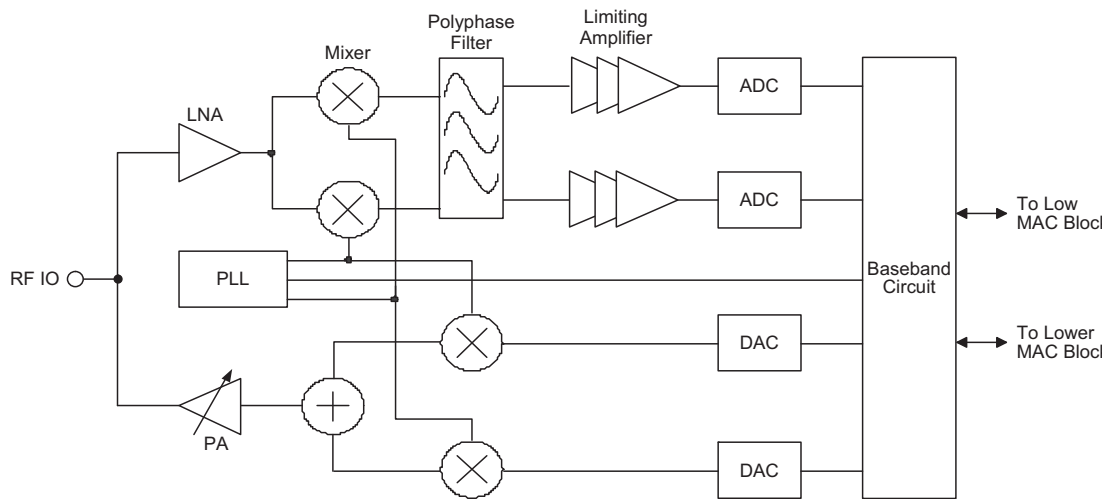 Polyphase
Filter
Limiting
Amplifier
Mixer
LNA
ADC
ADC
To Low
MAC Block
RF IO
PLL
Baseband
Circuit
DAC
To Lower
MAC Block
PA
DAC